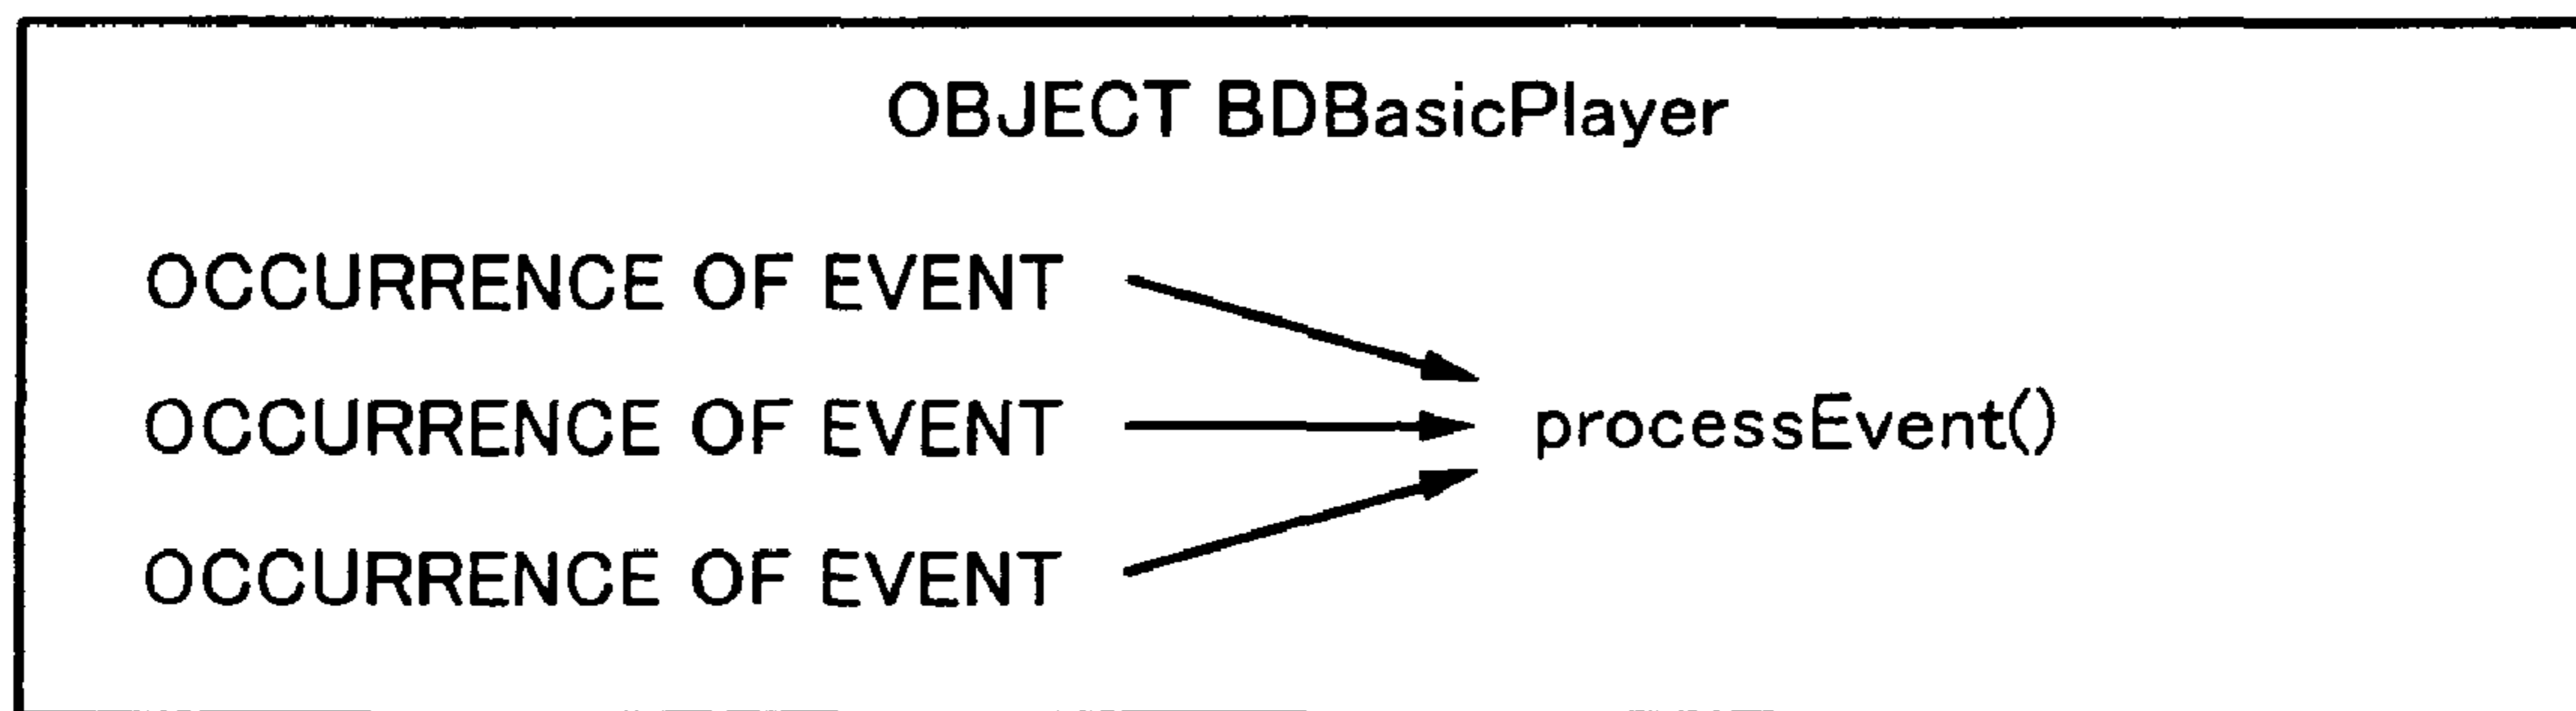 OBJECT BDBasicPlayer
OCCURRENCE OF EVENT
OCCURRENCE OF EVENT
processEvent()
OCCURRENCE OF EVENT